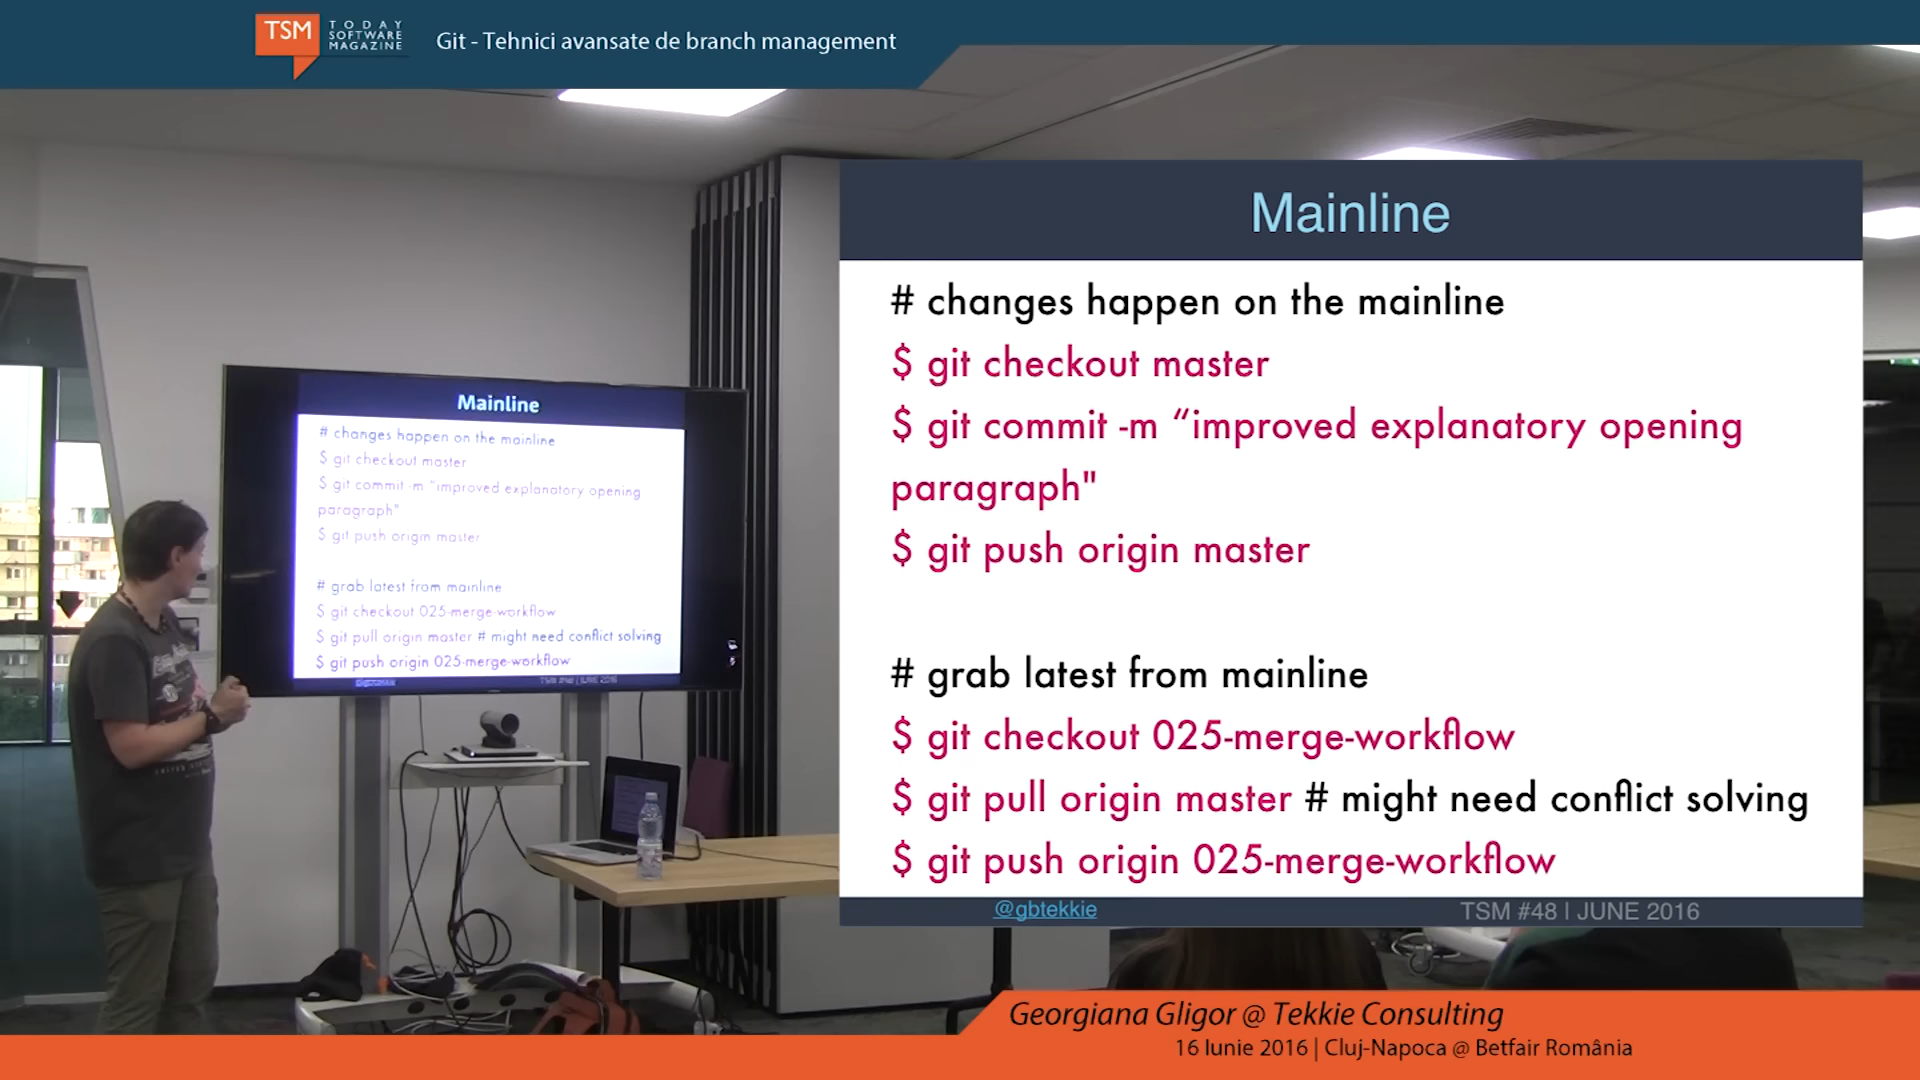 TSM
TODAY
SOFTWARE
MAGAZINE
Git - Tehnici avansate de branch management
Mainline
# changes happen on the mainline
$ git checkout master
$ git commit -m “improved explanatory opening
paragraph"
$ git push origin master
# grab latest from mainline
$ git checkout 025-merge-workflow
$ git pull origin master # might need conflict solving
$ git push origin 025-merge-workflow
@gbtekkie
TSM #48 | JUNE 2016
Mainline
# changes happen on the mainline
$ git checkout master
$ git commit -m “improved explanatory opening
paragraph"
$ git push origin master
# grab latest from mainline
$ git checkout 025-merge-workflow
$ git pull origin master # might need conflict solving
$ git push origin 025-merge-workflow
@gbtekkie
TSM #48 | JUNE 2016
Georgiana Gligor @ Tekkie Consulting
16 Iunie 2016 | Cluj-Napoca @ Betfair România